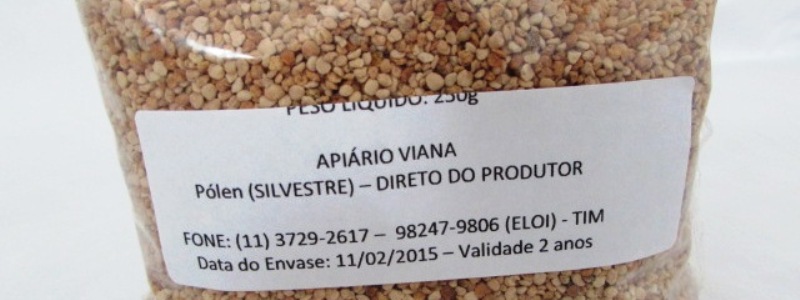 PESO LÍQUIDO: 250g
APIÁRIO VIANA
Pólen (SILVESTRE) – DIRETO DO PRODUTOR
FONE: (11) 3729-2617 – 98247-9806 (ELOI) - TIM
Data do Envase: 11/02/2015 – Validade 2 anos